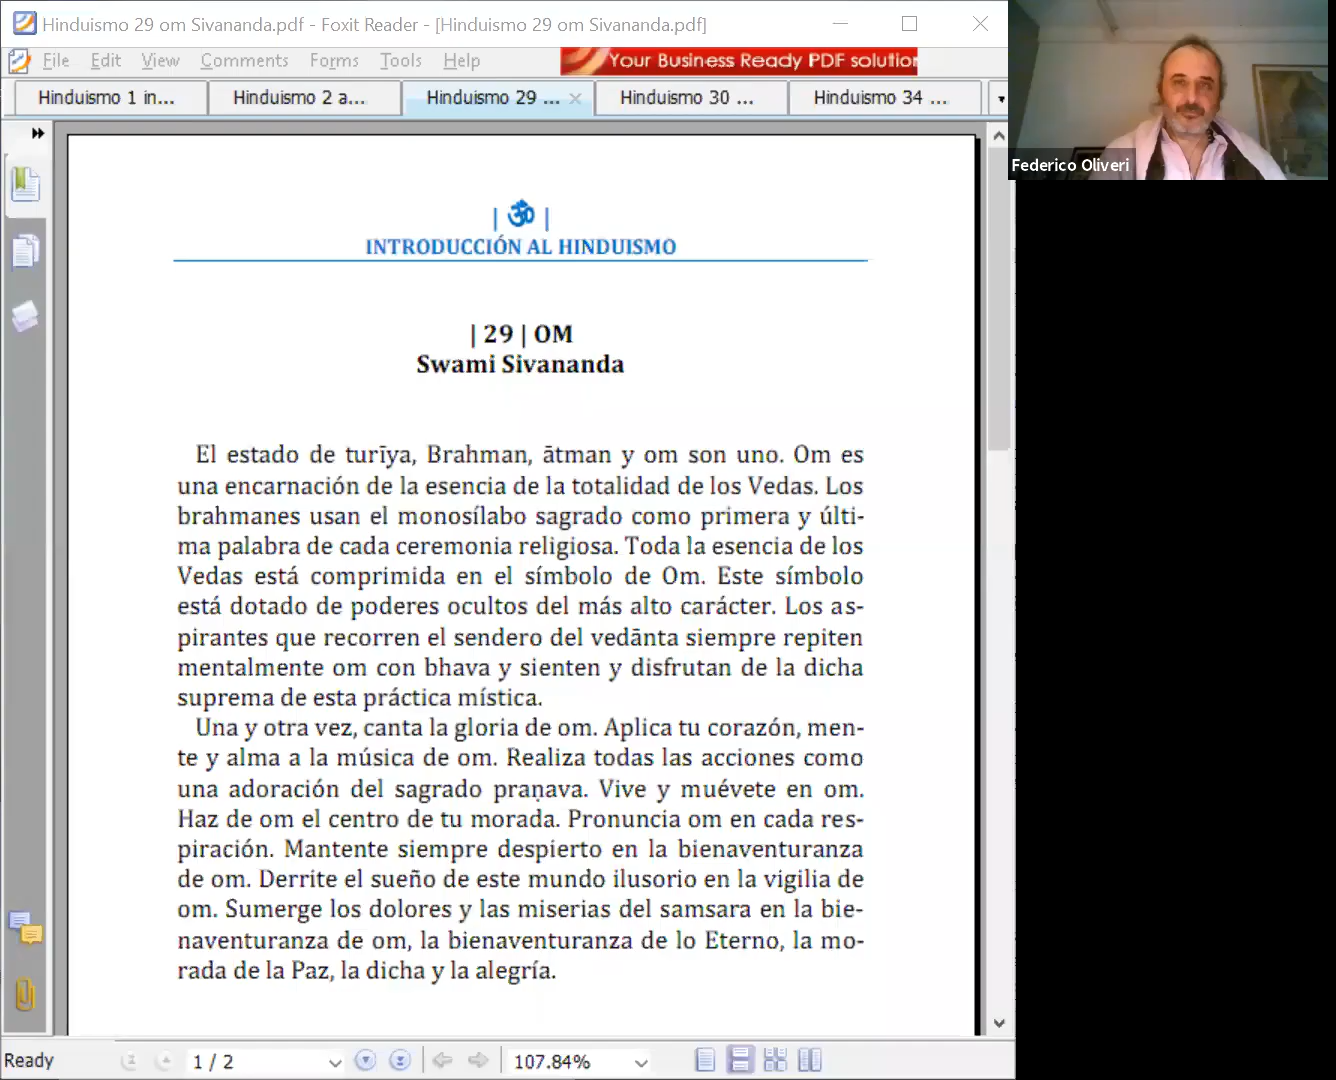 Hinduismo 29 om Sivananda.pdf - Foxit Reader - [Hinduismo 29 om Sivananda.pdf]
File Edit View Comments Forms Tools Help
Your Business Ready PDF solution
Hinduismo 1 in...
Hinduismo 2 a...
Hinduismo 29 ...
Hinduismo 30 ...
Hinduismo 34 ...
Federico Oliveri
| ॐ |
INTRODUCCIÓN AL HINDUISMO
| 29 | OM
Swami Sivananda
El estado de turīya, Brahman, ātman y om son uno. Om es
una encarnación de la esencia de la totalidad de los Vedas. Los
brahmanes usan el monosílabo sagrado como primera y últi-
ma palabra de cada ceremonia religiosa. Toda la esencia de los
Vedas está comprimida en el símbolo de Om. Este símbolo
está dotado de poderes ocultos del más alto carácter. Los as-
pirantes que recorren el sendero del vedānta siempre repiten
mentalmente om con bhava y sienten y disfrutan de la dicha
suprema de esta práctica mística.
Una y otra vez, canta la gloria de om. Aplica tu corazón, men-
te y alma a la música de om. Realiza todas las acciones como
una adoración del sagrado praṇava. Vive y muévete en om.
Haz de om el centro de tu morada. Pronuncia om en cada res-
piración. Mantente siempre despierto en la bienaventuranza
de om. Derrite el sueño de este mundo ilusorio en la vigilia de
om. Sumerge los dolores y las miserias del samsara en la bie-
naventuranza de om, la bienaventuranza de lo Eterno, la mo-
rada de la Paz, la dicha y la alegría.
Ready
1 / 2
107.84%